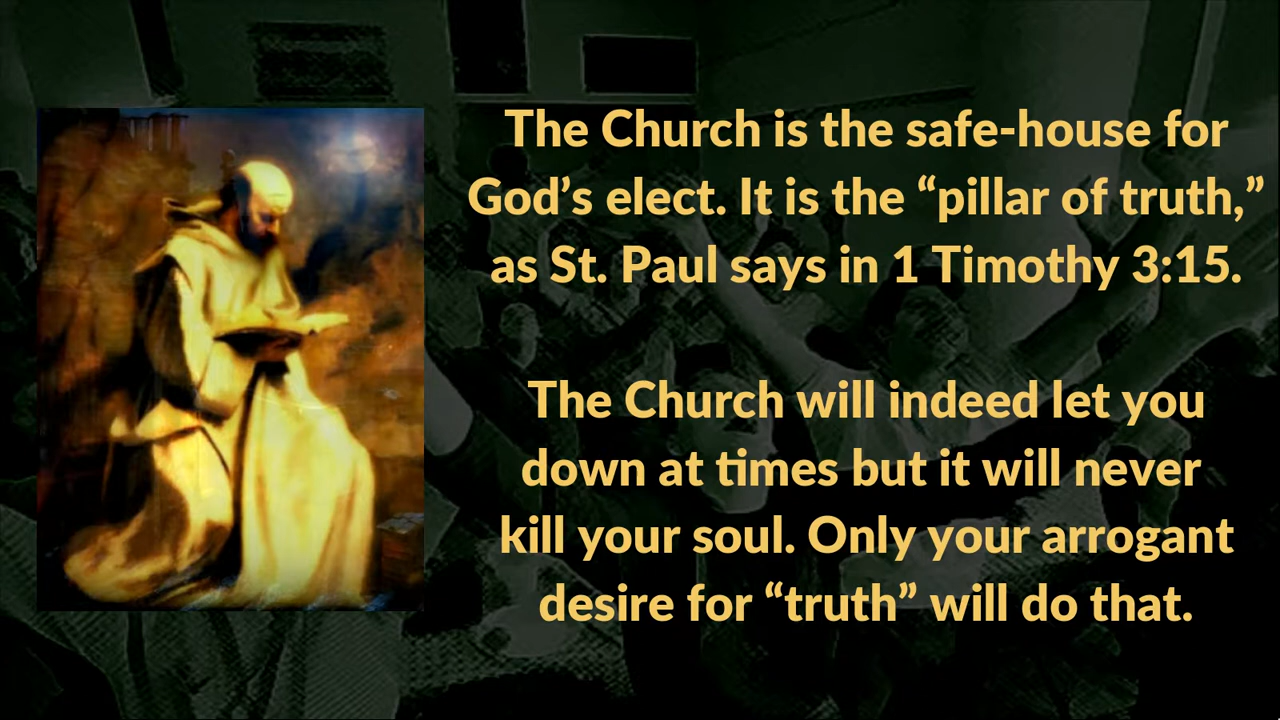 The Church is the safe-house for
God’s elect. It is the “pillar of truth,”
as St. Paul says in 1 Timothy 3:15.
The Church will indeed let you
down at times but it will never
kill your soul. Only your arrogant
desire for “truth” will do that.